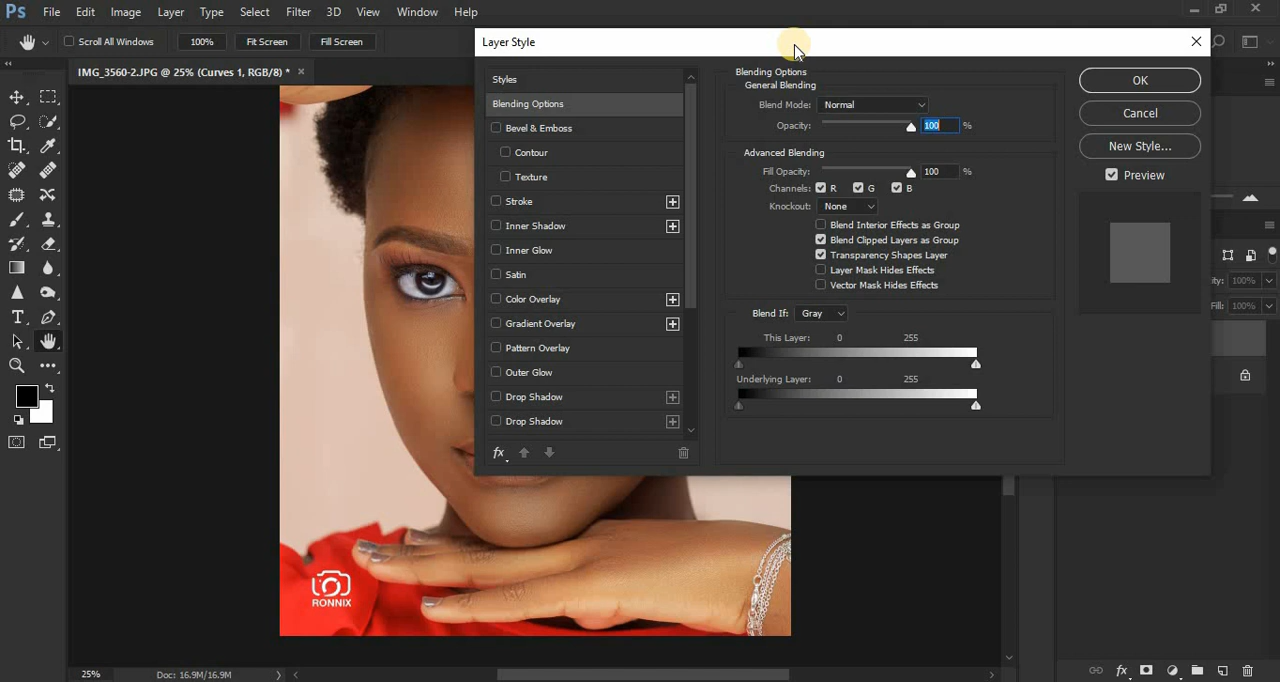 Ps File Edit Image Layer Type Select Filter 3D View Window Help
Scroll All Windows 100% Fit Screen Fill Screen
IMG_3560-2.JPG @ 25% (Curves 1, RGB/8) *
Layer Style
Styles
Blending Options
Bevel & Emboss
Contour
Texture
Stroke
Inner Shadow
Inner Glow
Satin
Color Overlay
Gradient Overlay
Pattern Overlay
Outer Glow
Drop Shadow
Drop Shadow
fx
Blending Options
General Blending
Blend Mode: Normal
Opacity: 100 %
Advanced Blending
Fill Opacity: 100 %
Channels: R G B
Knockout: None
Blend Interior Effects as Group
Blend Clipped Layers as Group
Transparency Shapes Layer
Layer Mask Hides Effects
Vector Mask Hides Effects
Blend If: Gray
This Layer: 0 255
Underlying Layer: 0 255
OK
Cancel
New Style...
Preview
ity: 100%
Fill: 100%
RONNIX
25% Doc: 16.9M/16.9M
fx